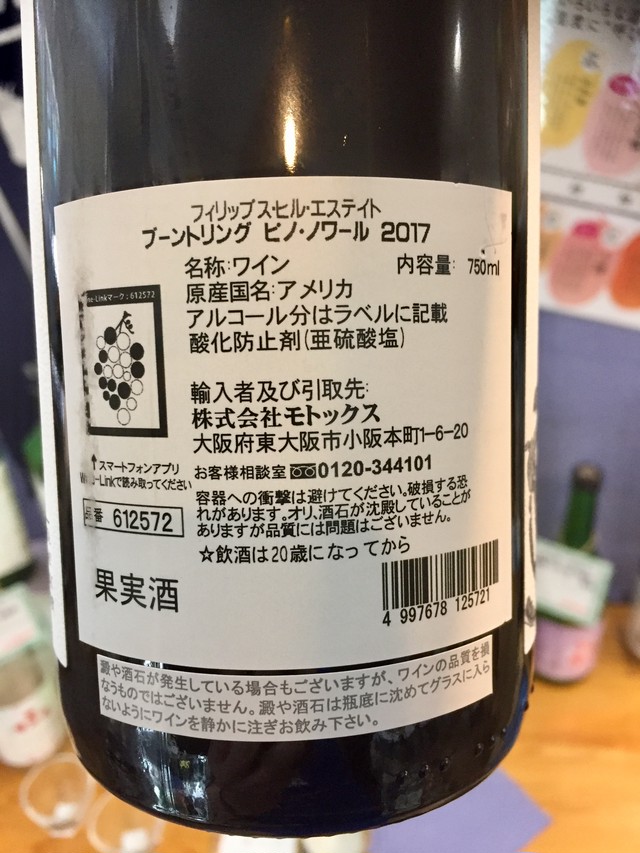 フィリップス・ヒル・エステイト
ブーントリング ピノ・ノワール 2017
名称:ワイン 内容量: 750ml
原産国名:アメリカ
アルコール分はラベルに記載
酸化防止剤(亜硫酸塩)
輸入者及び引取先:
株式会社モトックス
大阪府東大阪市小阪本町1-6-20
お客様相談室 0120-344101
容器への衝撃は避けてください。破損する恐
れがあります。オリ、酒石が沈殿していることが
ありますが品質には問題はございません。
☆飲酒は20歳になってから
ine-Linkマーク:612572
↑スマートフォンアプリ
-Linkで読み取ってください
品番 612572
果実酒
4 997678 125721
澱や酒石が発生している場合もございますが、ワインの品質を損
なうものではございません。澱や酒石は瓶底に沈めてグラスに入ら
ないようにワインを静かに注ぎお飲み下さい。